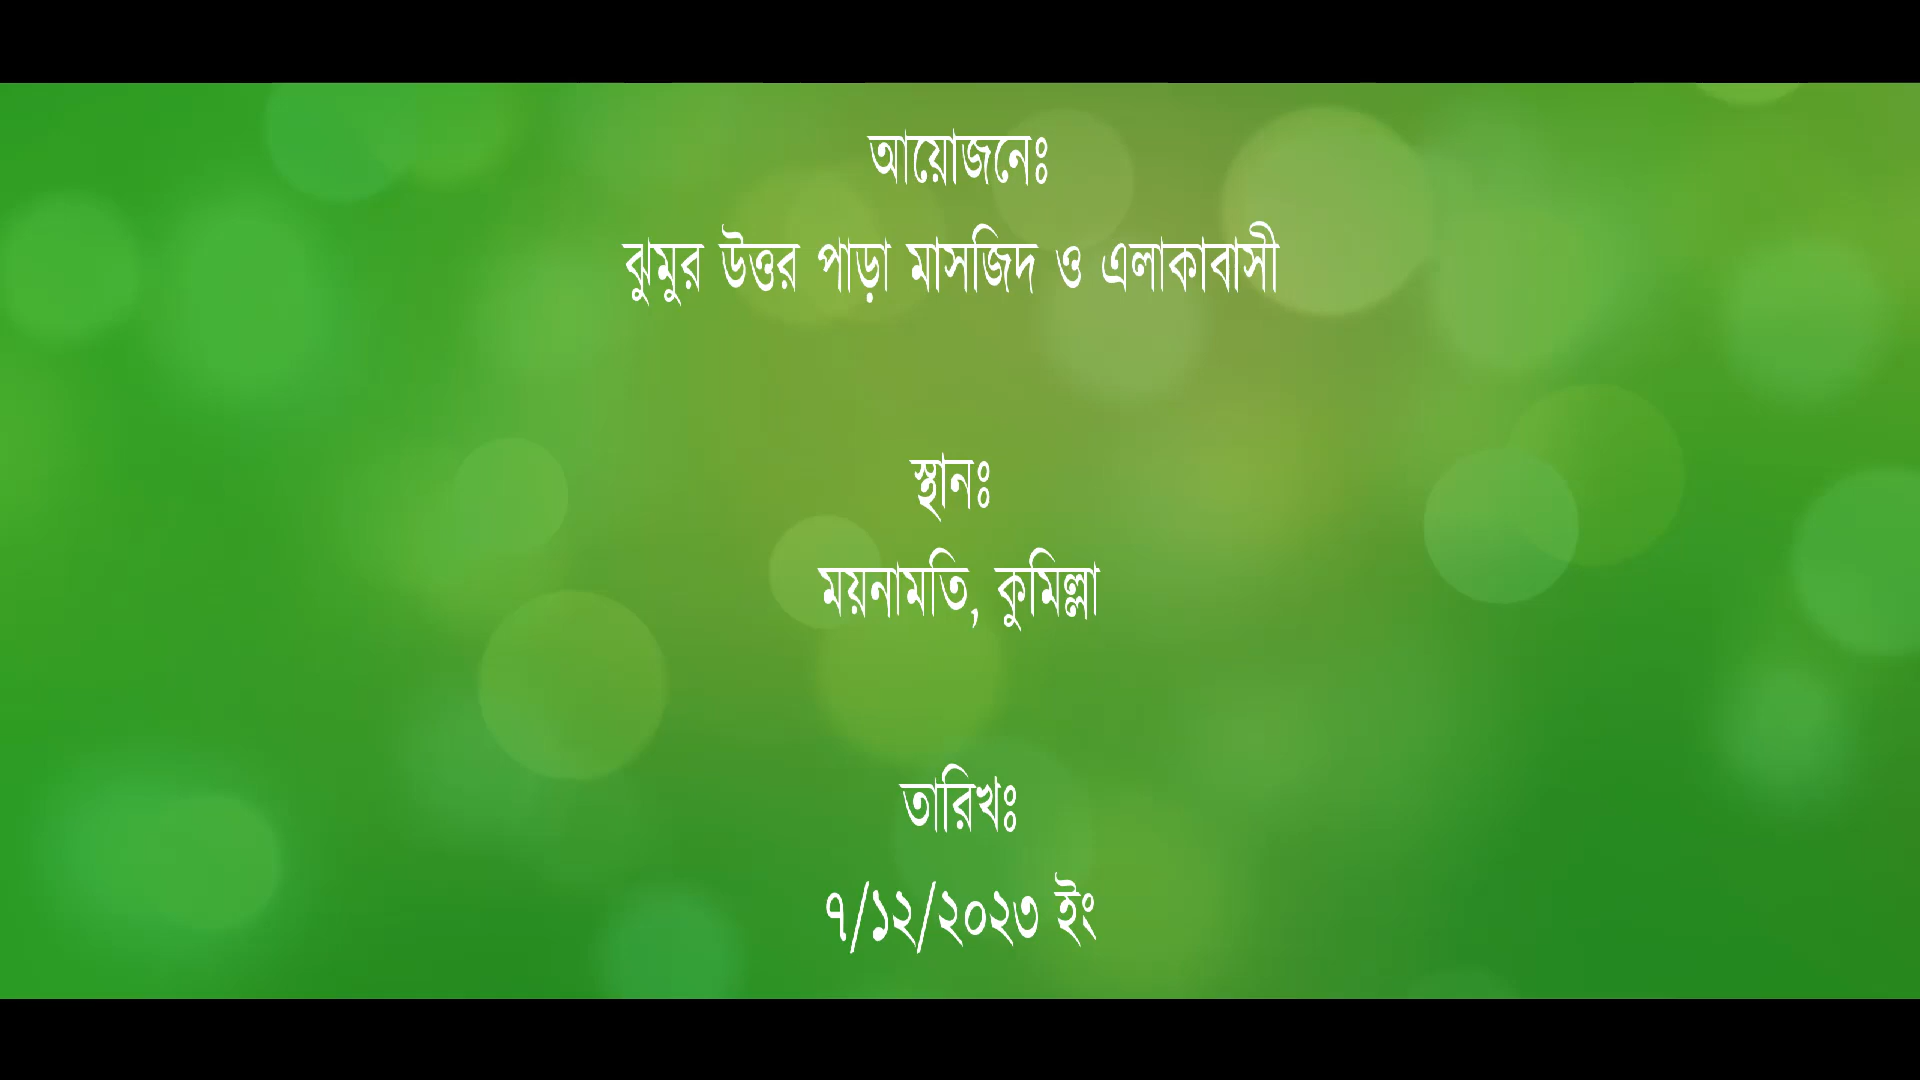 আয়োজনেঃ
ঝুমুর উত্তর পাড়া মাসজিদ ও এলাকাবাসী
স্থানঃ
ময়নামতি, কুমিল্লা
তারিখঃ
৭/১২/২০২৩ ইং